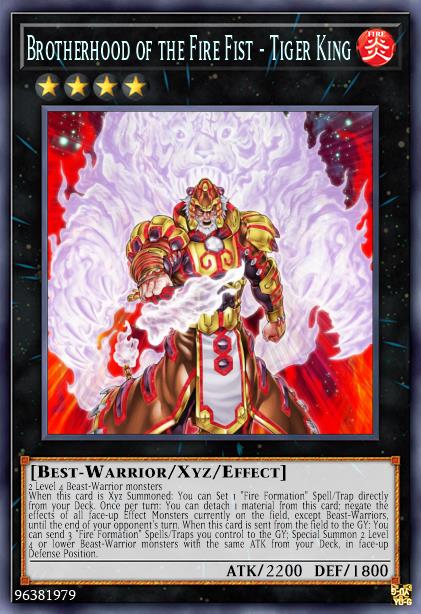 Brotherhood of the Fire Fist - Tiger King
FIRE
炎
[Best-Warrior/Xyz/Effect]
2 Level 4 Beast-Warrior monsters
When this card is Xyz Summoned: You can Set 1 "Fire Formation" Spell/Trap directly
from your Deck. Once per turn: You can detach 1 material from this card; negate the
effects of all face-up Effect Monsters currently on the field, except Beast-Warriors,
until the end of your opponent's turn. When this card is sent from the field to the GY: You
can send 3 "Fire Formation" Spells/Traps you control to the GY; Special Summon 2 Level
4 or lower Beast-Warrior monsters with the same ATK from your Deck, in face-up
Defense Position.
ATK/2200 DEF/1800
96381979